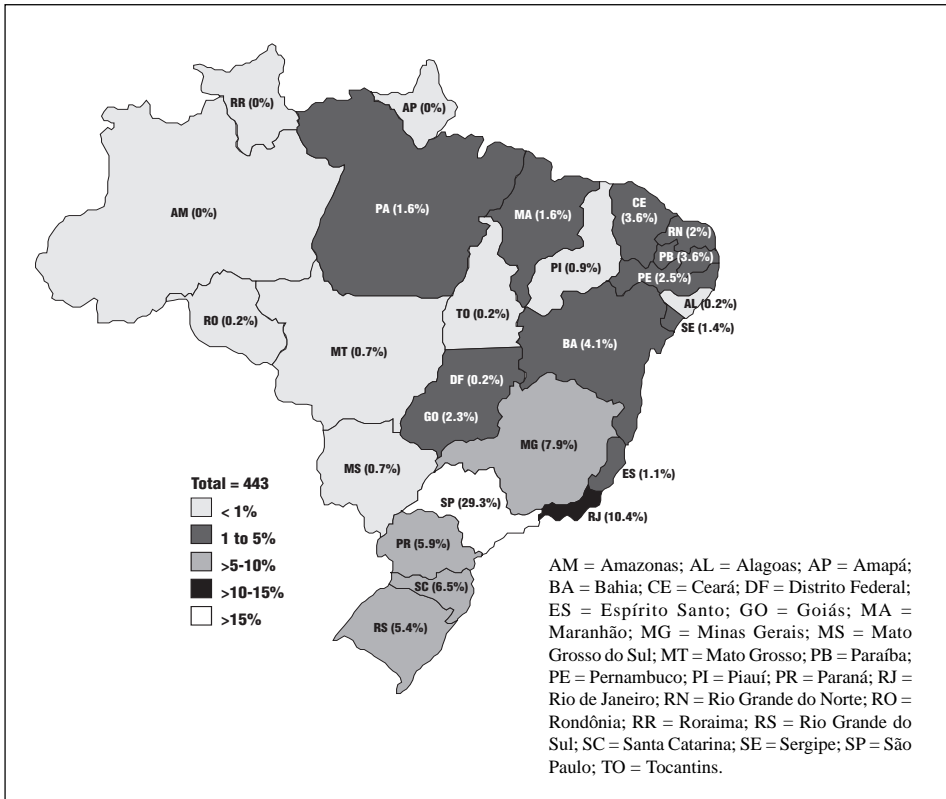 RR (0%)
AP (0%)
AM (0%)
PA (1.6%)
MA (1.6%)
CE
(3.6%)
RN (2%)
PB (3.6%)
PI (0.9%)
PE (2.5%)
AL (0.2%)
SE (1.4%)
RO (0.2%)
TO (0.2%)
MT (0.7%)
BA (4.1%)
DF (0.2%)
GO (2.3%)
MG (7.9%)
MS (0.7%)
ES (1.1%)
SP (29.3%)
RJ (10.4%)
PR (5.9%)
SC (6.5%)
RS (5.4%)
Total = 443
< 1%
1 to 5%
>5-10%
>10-15%
>15%
AM = Amazonas; AL = Alagoas; AP = Amapá;
BA = Bahia; CE = Ceará; DF = Distrito Federal;
ES = Espírito Santo; GO = Goiás; MA =
Maranhão; MG = Minas Gerais; MS = Mato
Grosso do Sul; MT = Mato Grosso; PB = Paraíba;
PE = Pernambuco; PI = Piauí; PR = Paraná; RJ =
Rio de Janeiro; RN = Rio Grande do Norte; RO =
Rondônia; RR = Roraima; RS = Rio Grande do
Sul; SC = Santa Catarina; SE = Sergipe; SP = São
Paulo; TO = Tocantins.